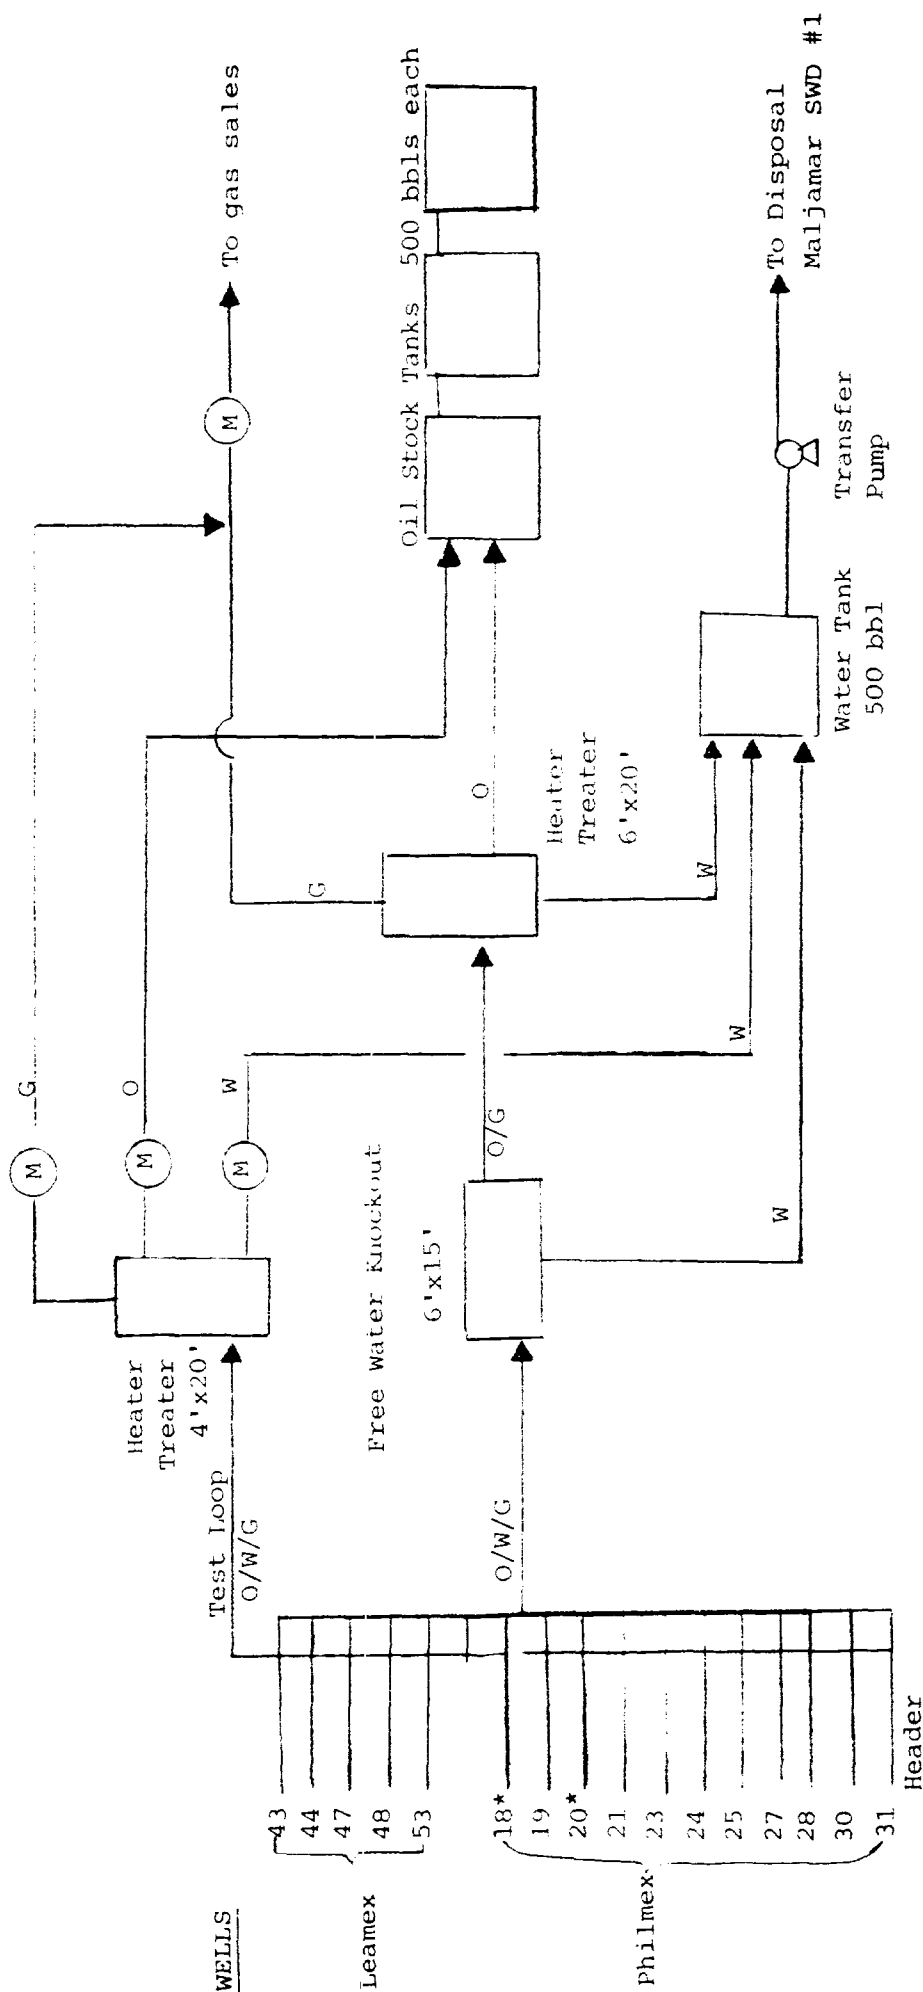 WELLS
Leamex
43
44
47
48
53
Philmex
18*
19
20*
21
23
24
25
27
28
30
31
Header
Test Loop
O/W/G
Heater
Treater
4'x20'
M
G
M
O
M
W
To gas sales
M
O/W/G
Free Water Knockout
6'x15'
O/G
W
W
G
O
W
Heater
Treater
6'x20'
Oil Stock Tanks 500 bbls each
Water Tank
500 bbl
Transfer
Pump
To Disposal
Maljamar SWD #1